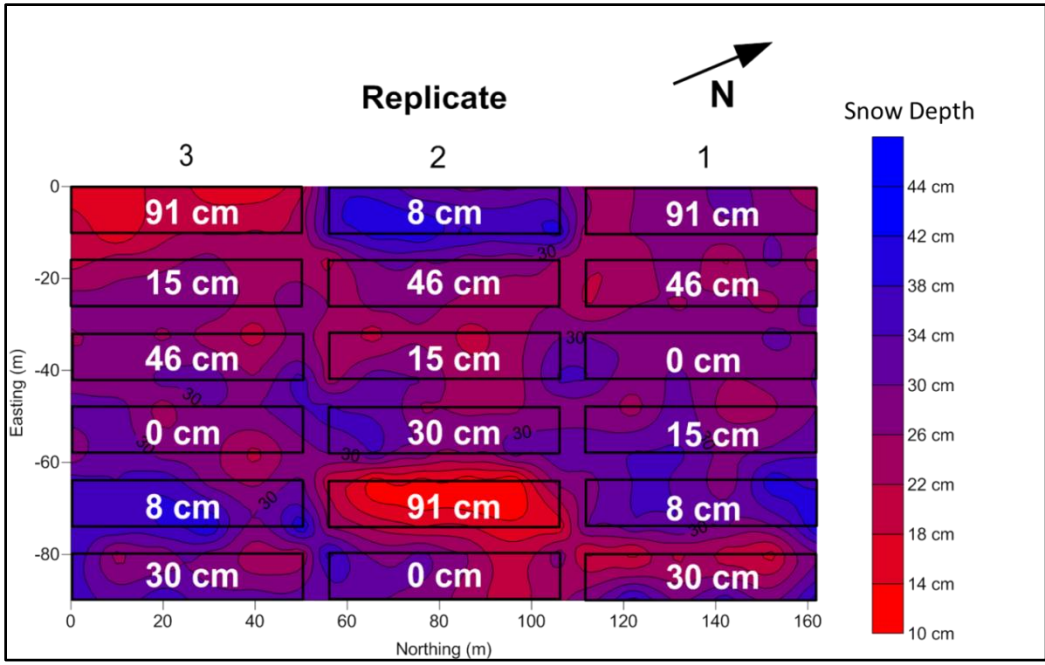 N
Replicate
3 2 1
Snow Depth
44 cm
42 cm
38 cm
34 cm
30 cm
26 cm
22 cm
18 cm
14 cm
10 cm
0
-20
-40
-60
-80
Easting (m)
91 cm 8 cm 91 cm
30
15 cm 46 cm 46 cm
30
46 cm 15 cm 0 cm
30
0 cm 30 cm 15 cm
30 30
30
8 cm 91 cm 8 cm
30 30
30 cm 0 cm 30 cm
0 20 40 60 80 100 120 140 160
Northing (m)